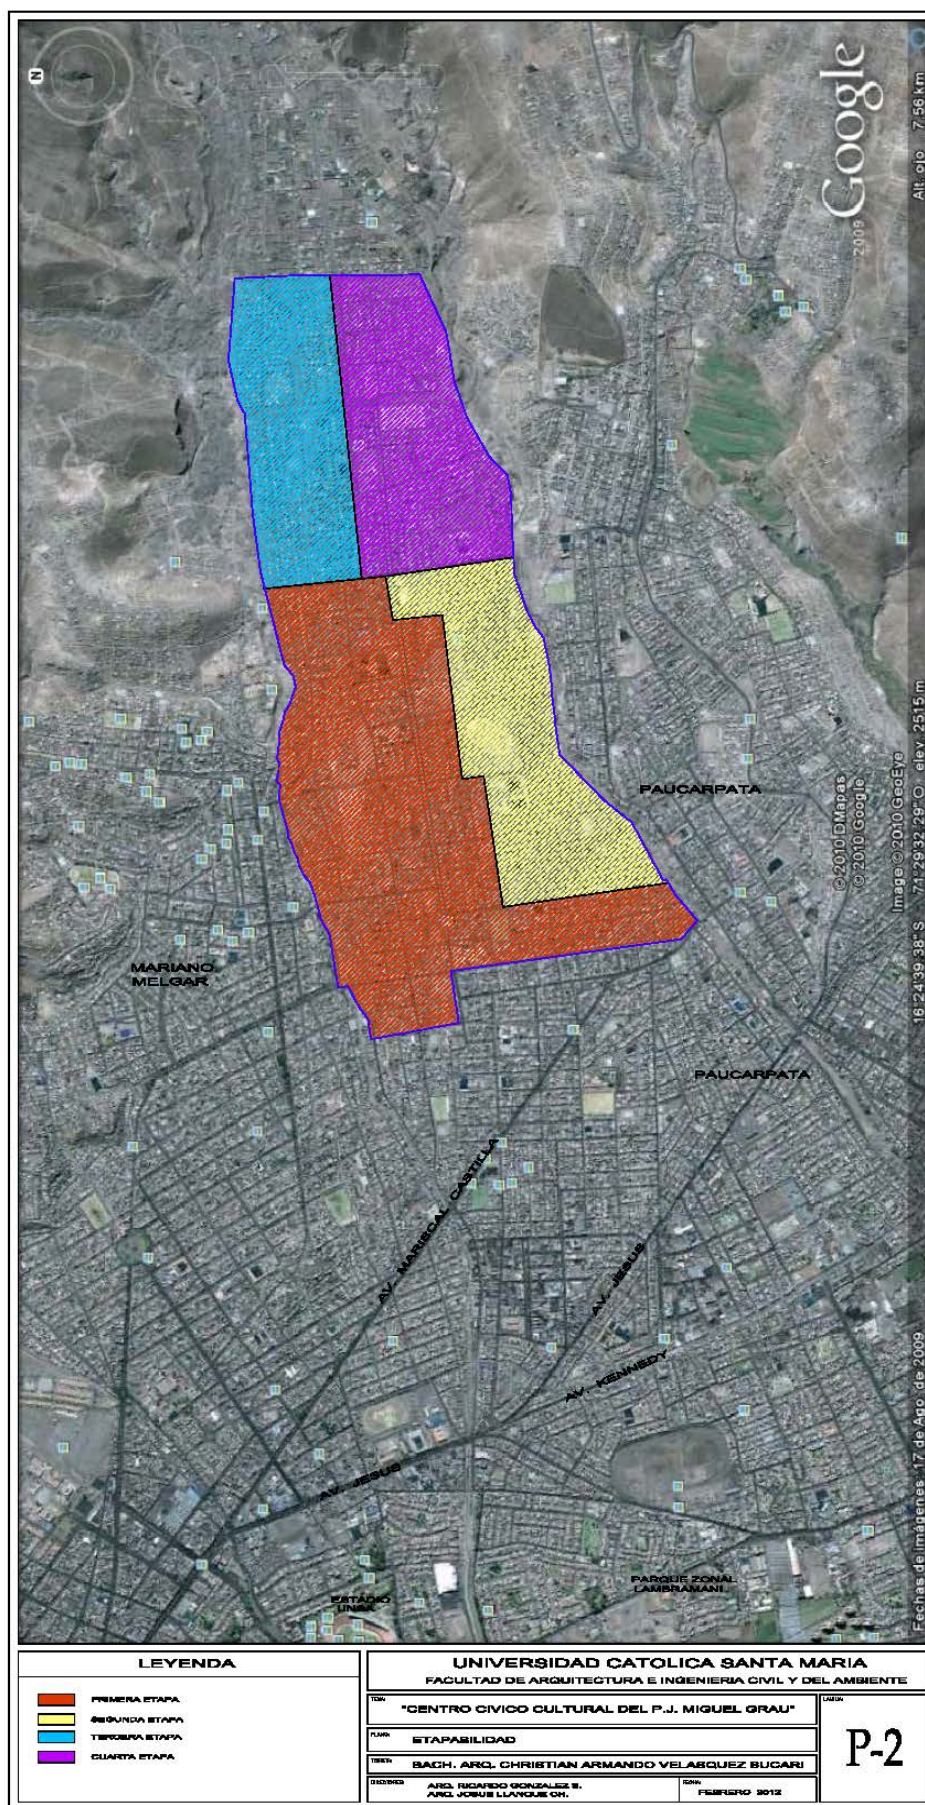 N
Google
2009
Alt. ojo 7.56 km
PAUCARPATA
© 2010 DMapas
© 2010 Google
Image © 2010 GeoEye
16°24'39.38" S 71°29'32.29" O elev. 2515 m
MARIANO
MELGAR
PAUCARPATA
AV. MARISCAL CASTILLA
AV. JESUS
AV. KENNEDY
AV. JESUS
PARQUE ZONAL
LAMBRAMANI
ESTADIO
UNSA
Fechas de imágenes: 17 de Ago de 2009
LEYENDA
PRIMERA ETAPA
SEGUNDA ETAPA
TERCERA ETAPA
CUARTA ETAPA
UNIVERSIDAD CATOLICA SANTA MARIA
FACULTAD DE ARQUITECTURA E INGENIERIA CIVIL Y DEL AMBIENTE
"CENTRO CIVICO CULTURAL DEL P.J. MIGUEL GRAU"
ETAPABILIDAD
BACH. ARQ. CHRISTIAN ARMANDO VELASQUEZ BUCARI
ARQ. RICARDO GONZALEZ S.
ARQ. JOSUE LLANQUE CH.
FEBRERO 2012
P-2